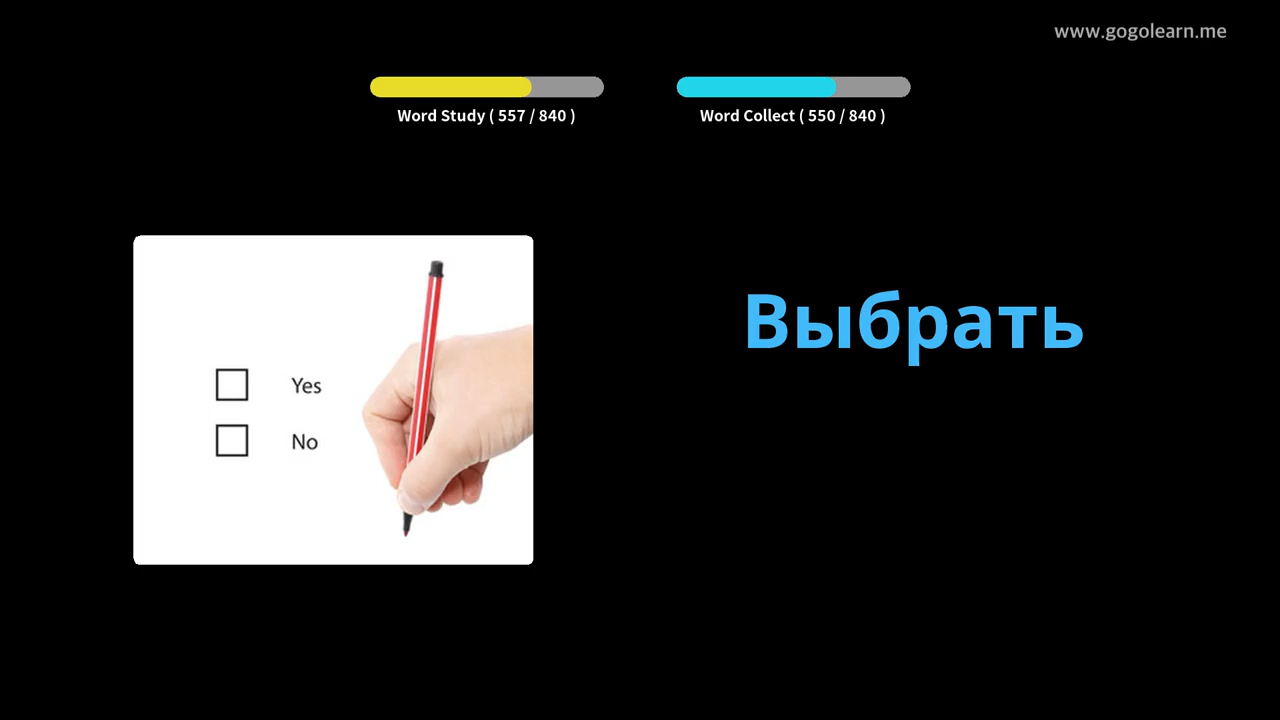 www.gogolearn.me
Word Study ( 557 / 840 )
Word Collect ( 550 / 840 )
Выбрать
Yes
No